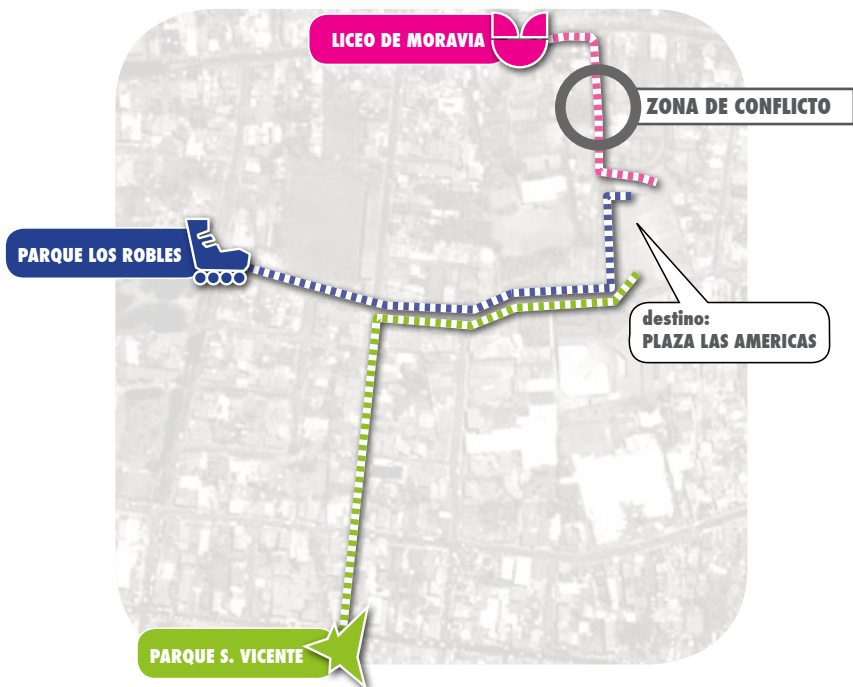 LICEO DE MORAVIA
ZONA DE CONFLICTO
PARQUE LOS ROBLES
destino:
PLAZA LAS AMERICAS
PARQUE S. VICENTE